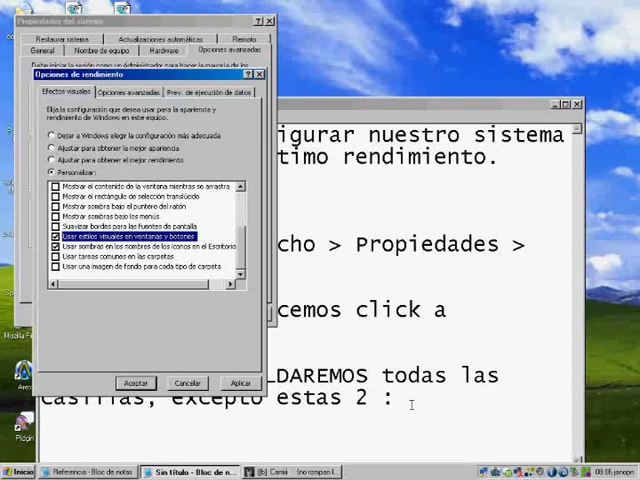 Propiedades del sistema
Restaurar sistema
Actualizaciones automáticas
Remoto
General
Nombre de equipo
Hardware
Opciones avanzadas
Opciones de rendimiento
Efectos visuales
Opciones avanzadas
Prev. de ejecución de datos
Elija la configuración que desea usar para la apariencia y
rendimiento de Windows en este equipo.
Dejar a Windows elegir la configuración más adecuada
Ajustar para obtener la mejor apariencia
Ajustar para obtener el mejor rendimiento
Personalizar:
Mostrar el contenido de la ventana mientras se arrastra
Mostrar el rectángulo de selección translúcido
Mostrar sombra bajo el puntero del ratón
Mostrar sombras bajo los menús
Suavizar bordes para las fuentes de pantalla
Usar estilos visuales en ventanas y botones
Usar sombras en los nombres de los iconos en el Escritorio
Usar tareas comunes en las carpetas
Usar una imagen de fondo para cada tipo de carpeta
Aceptar
Cancelar
Aplicar
igurar nuestro sistema
timo rendimiento.
cho > Propiedades >
cemos click a
LDAREMOS todas las
casillas, excepto estas 2 :
Mozilla Fi
Ares
Pidgin
Inicio
Referencia - Bloc de notas
Sin título - Bloc de n...
Camii
(no rompan l